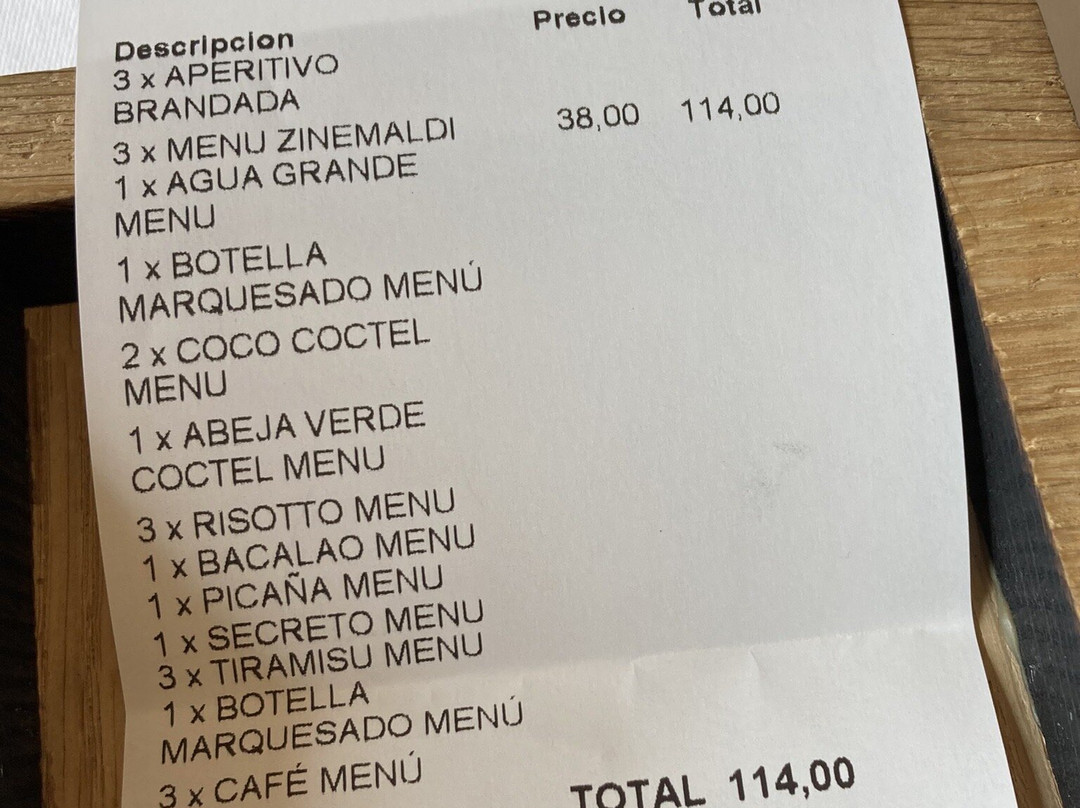 Descripcion Precio Total
3 x APERITIVO
BRANDADA
3 x MENU ZINEMALDI 38,00 114,00
1 x AGUA GRANDE
MENU
1 x BOTELLA
MARQUESADO MENÚ
2 x COCO COCTEL
MENU
1 x ABEJA VERDE
COCTEL MENU
3 x RISOTTO MENU
1 x BACALAO MENU
1 x PICAÑA MENU
1 x SECRETO MENU
3 x TIRAMISU MENU
1 x BOTELLA
MARQUESADO MENÚ
3 x CAFÉ MENÚ
TOTAL 114,00